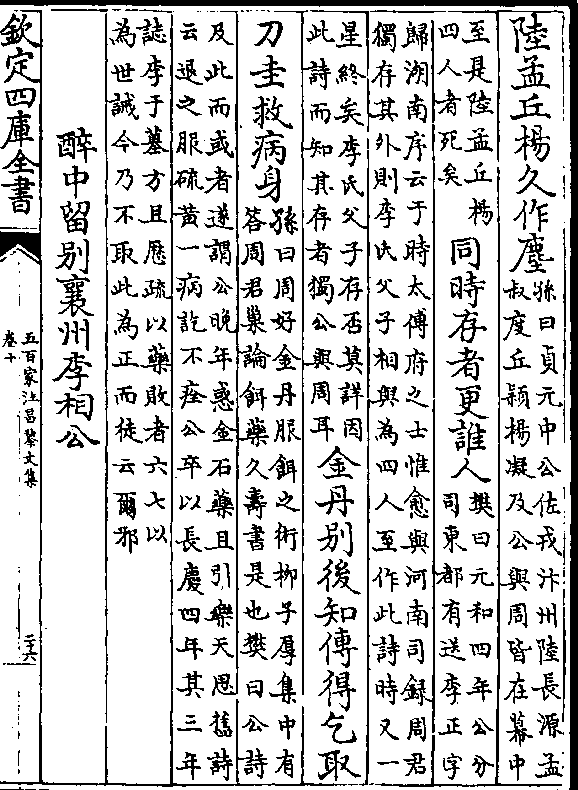 陸孟丘楊久作塵
孫曰貞元中公佐戎汴州陸長源孟
叔度丘穎楊凝及公與周皆在幕中
至是陸孟丘楊
四人者死矣
同時存者更誰人
樊曰元和四年公分
司東都有送李正字
歸湖南序云于時太傅府之士惟愈與河南司錄周君
獨存其外則李氏父子相與為四人至作此詩時又一
星終矣李氏父子存否莫詳因
此詩而知其存者獨公與周耳
金丹別後知傳得乞取
刀圭救病身
孫曰周好金丹服餌之術柳子厚集中有
答周君巢論餌藥久壽書是也樊曰公詩
及此而或者遂謂公晚年惑金石藥且引樂天思舊詩
云退之服硫黃一病訖不痊公卒以長慶四年其三年
誌李于墓方且歷疏以藥敗者六七以
為世誡今乃不取此為正而徒云爾邪
醉中留別襄州李相公
欽定四庫全書
五百家注昌黎文集
卷十
二六